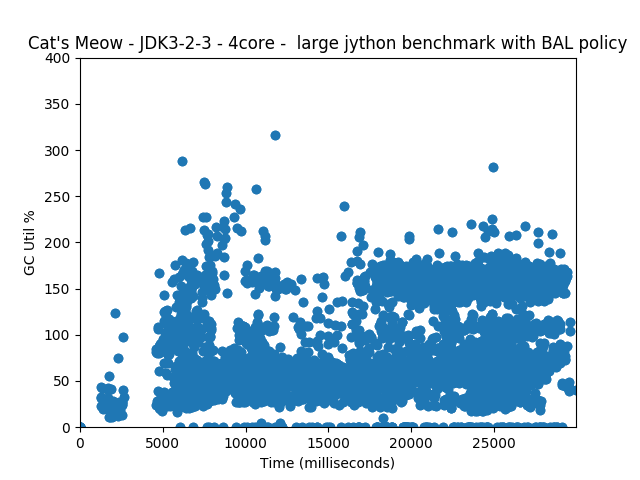 Cat's Meow - JDK3-2-3 - 4core -  large jython benchmark with BAL policy
400
350
300
250
200
150
100
50
0
GC Util %
0 5000 10000 15000 20000 25000
Time (milliseconds)